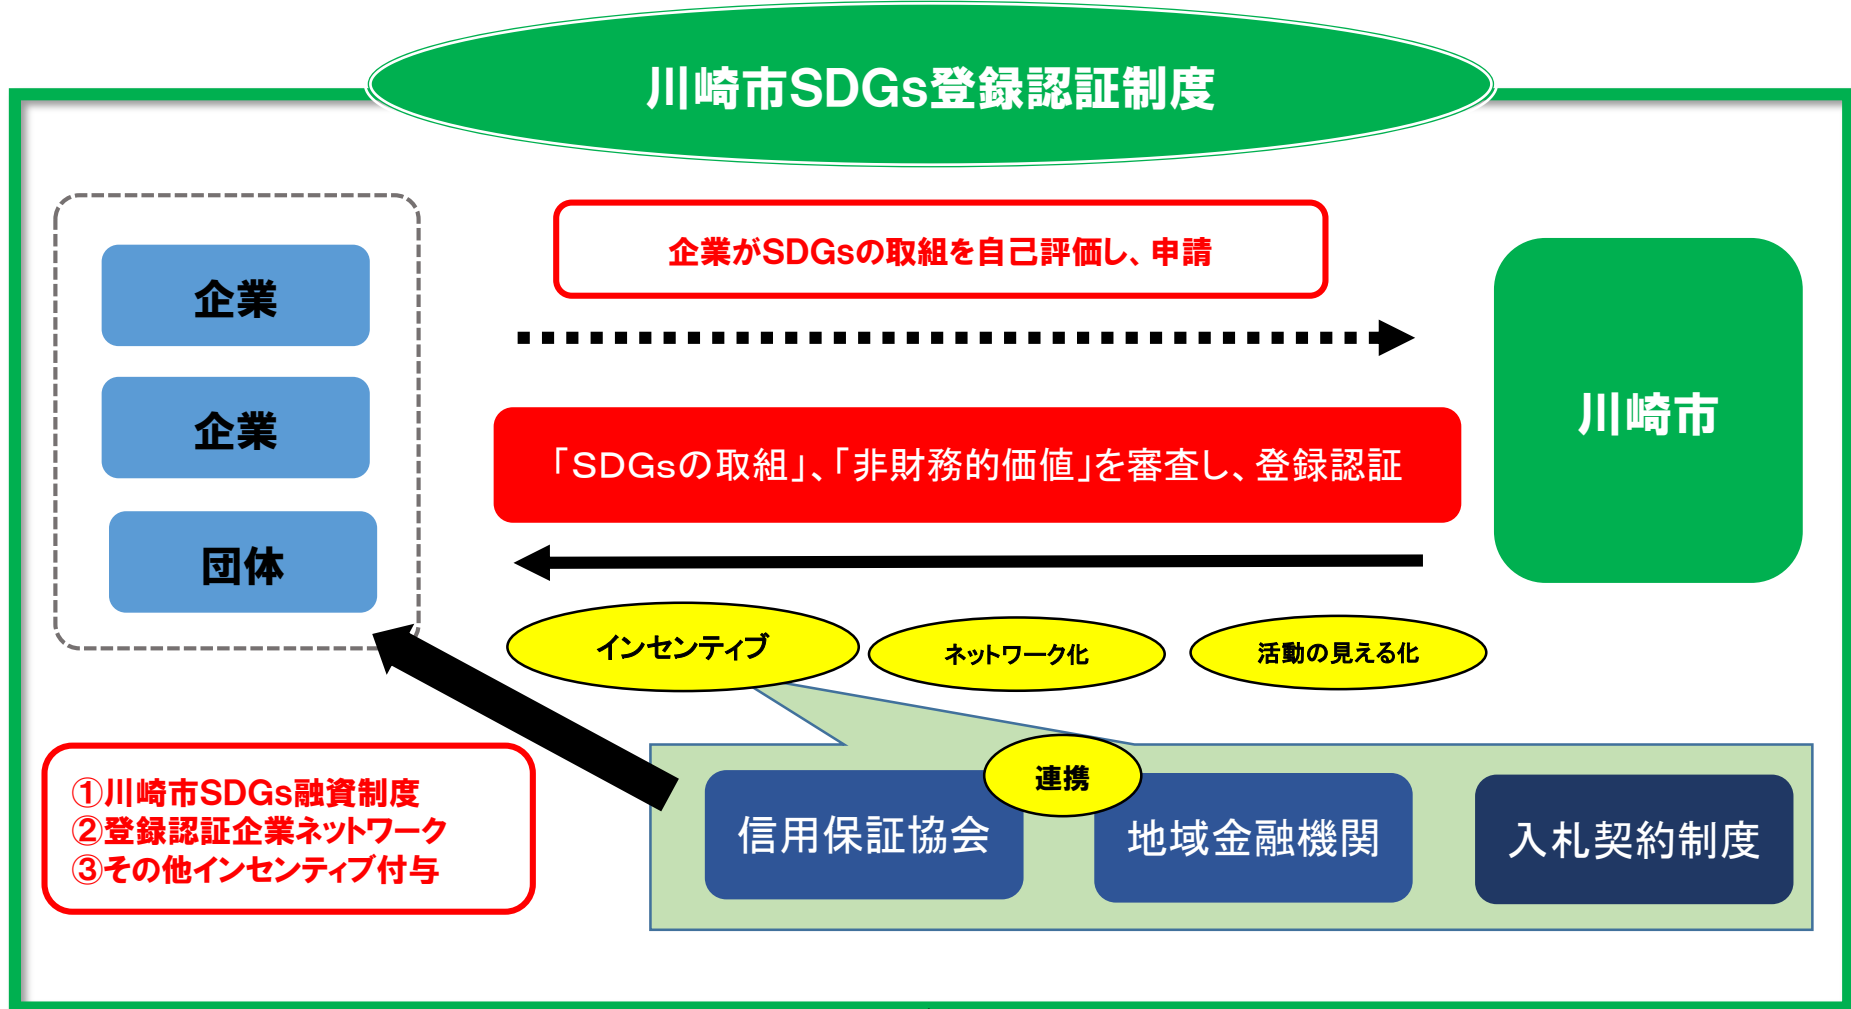 川崎市SDGs登録認証制度
企業がSDGsの取組を自己評価し、申請
企業
企業
団体
川崎市
「SDGsの取組」、「非財務的価値」を審査し、登録認証
インセンティブ
ネットワーク化
活動の見える化
①川崎市SDGs融資制度
②登録認証企業ネットワーク
③その他インセンティブ付与
連携
信用保証協会
地域金融機関
入札契約制度